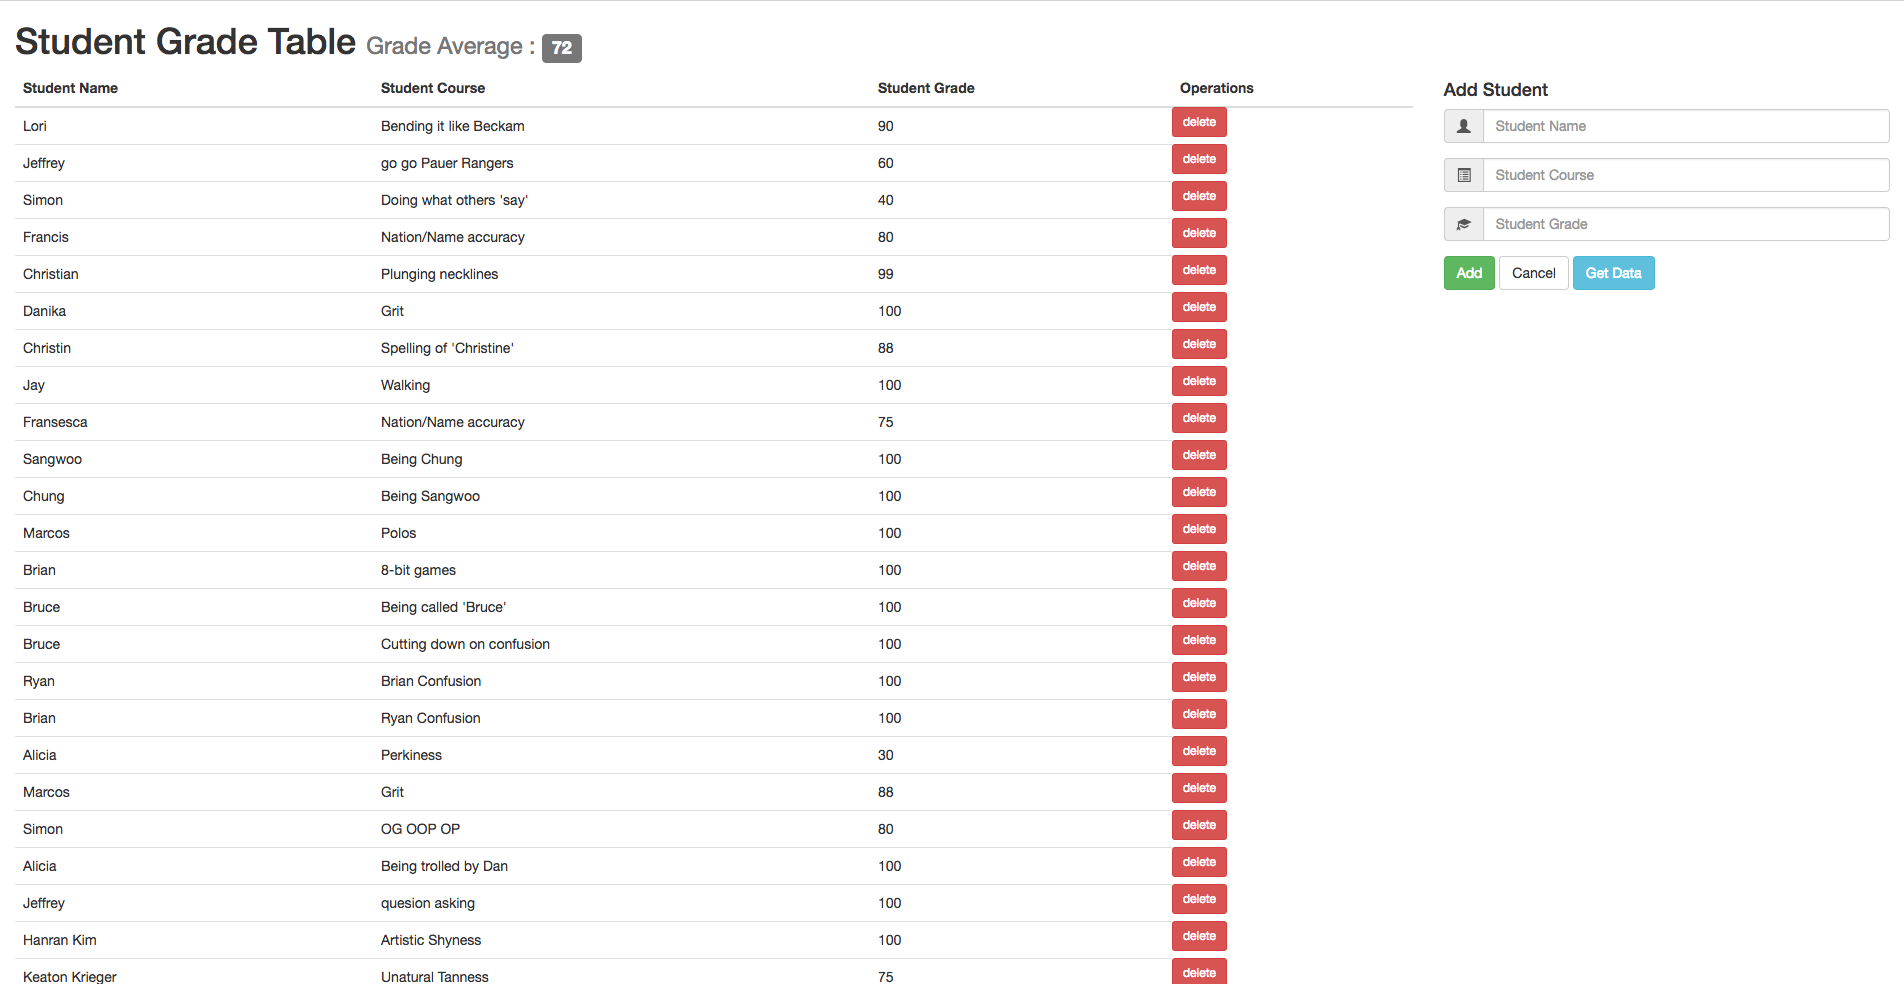 Student Grade Table Grade Average : 72
Student Name Student Course Student Grade Operations
Lori Bending it like Beckam 90 delete
Jeffrey go go Pauer Rangers 60 delete
Simon Doing what others 'say' 40 delete
Francis Nation/Name accuracy 80 delete
Christian Plunging necklines 99 delete
Danika Grit 100 delete
Christin Spelling of 'Christine' 88 delete
Jay Walking 100 delete
Fransesca Nation/Name accuracy 75 delete
Sangwoo Being Chung 100 delete
Chung Being Sangwoo 100 delete
Marcos Polos 100 delete
Brian 8-bit games 100 delete
Bruce Being called 'Bruce' 100 delete
Bruce Cutting down on confusion 100 delete
Ryan Brian Confusion 100 delete
Brian Ryan Confusion 100 delete
Alicia Perkiness 30 delete
Marcos Grit 88 delete
Simon OG OOP OP 80 delete
Alicia Being trolled by Dan 100 delete
Jeffrey quesion asking 100 delete
Hanran Kim Artistic Shyness 100 delete
Keaton Krieger Unatural Tanness 75 delete
Add Student
Student Name
Student Course
Student Grade
Add Cancel Get Data